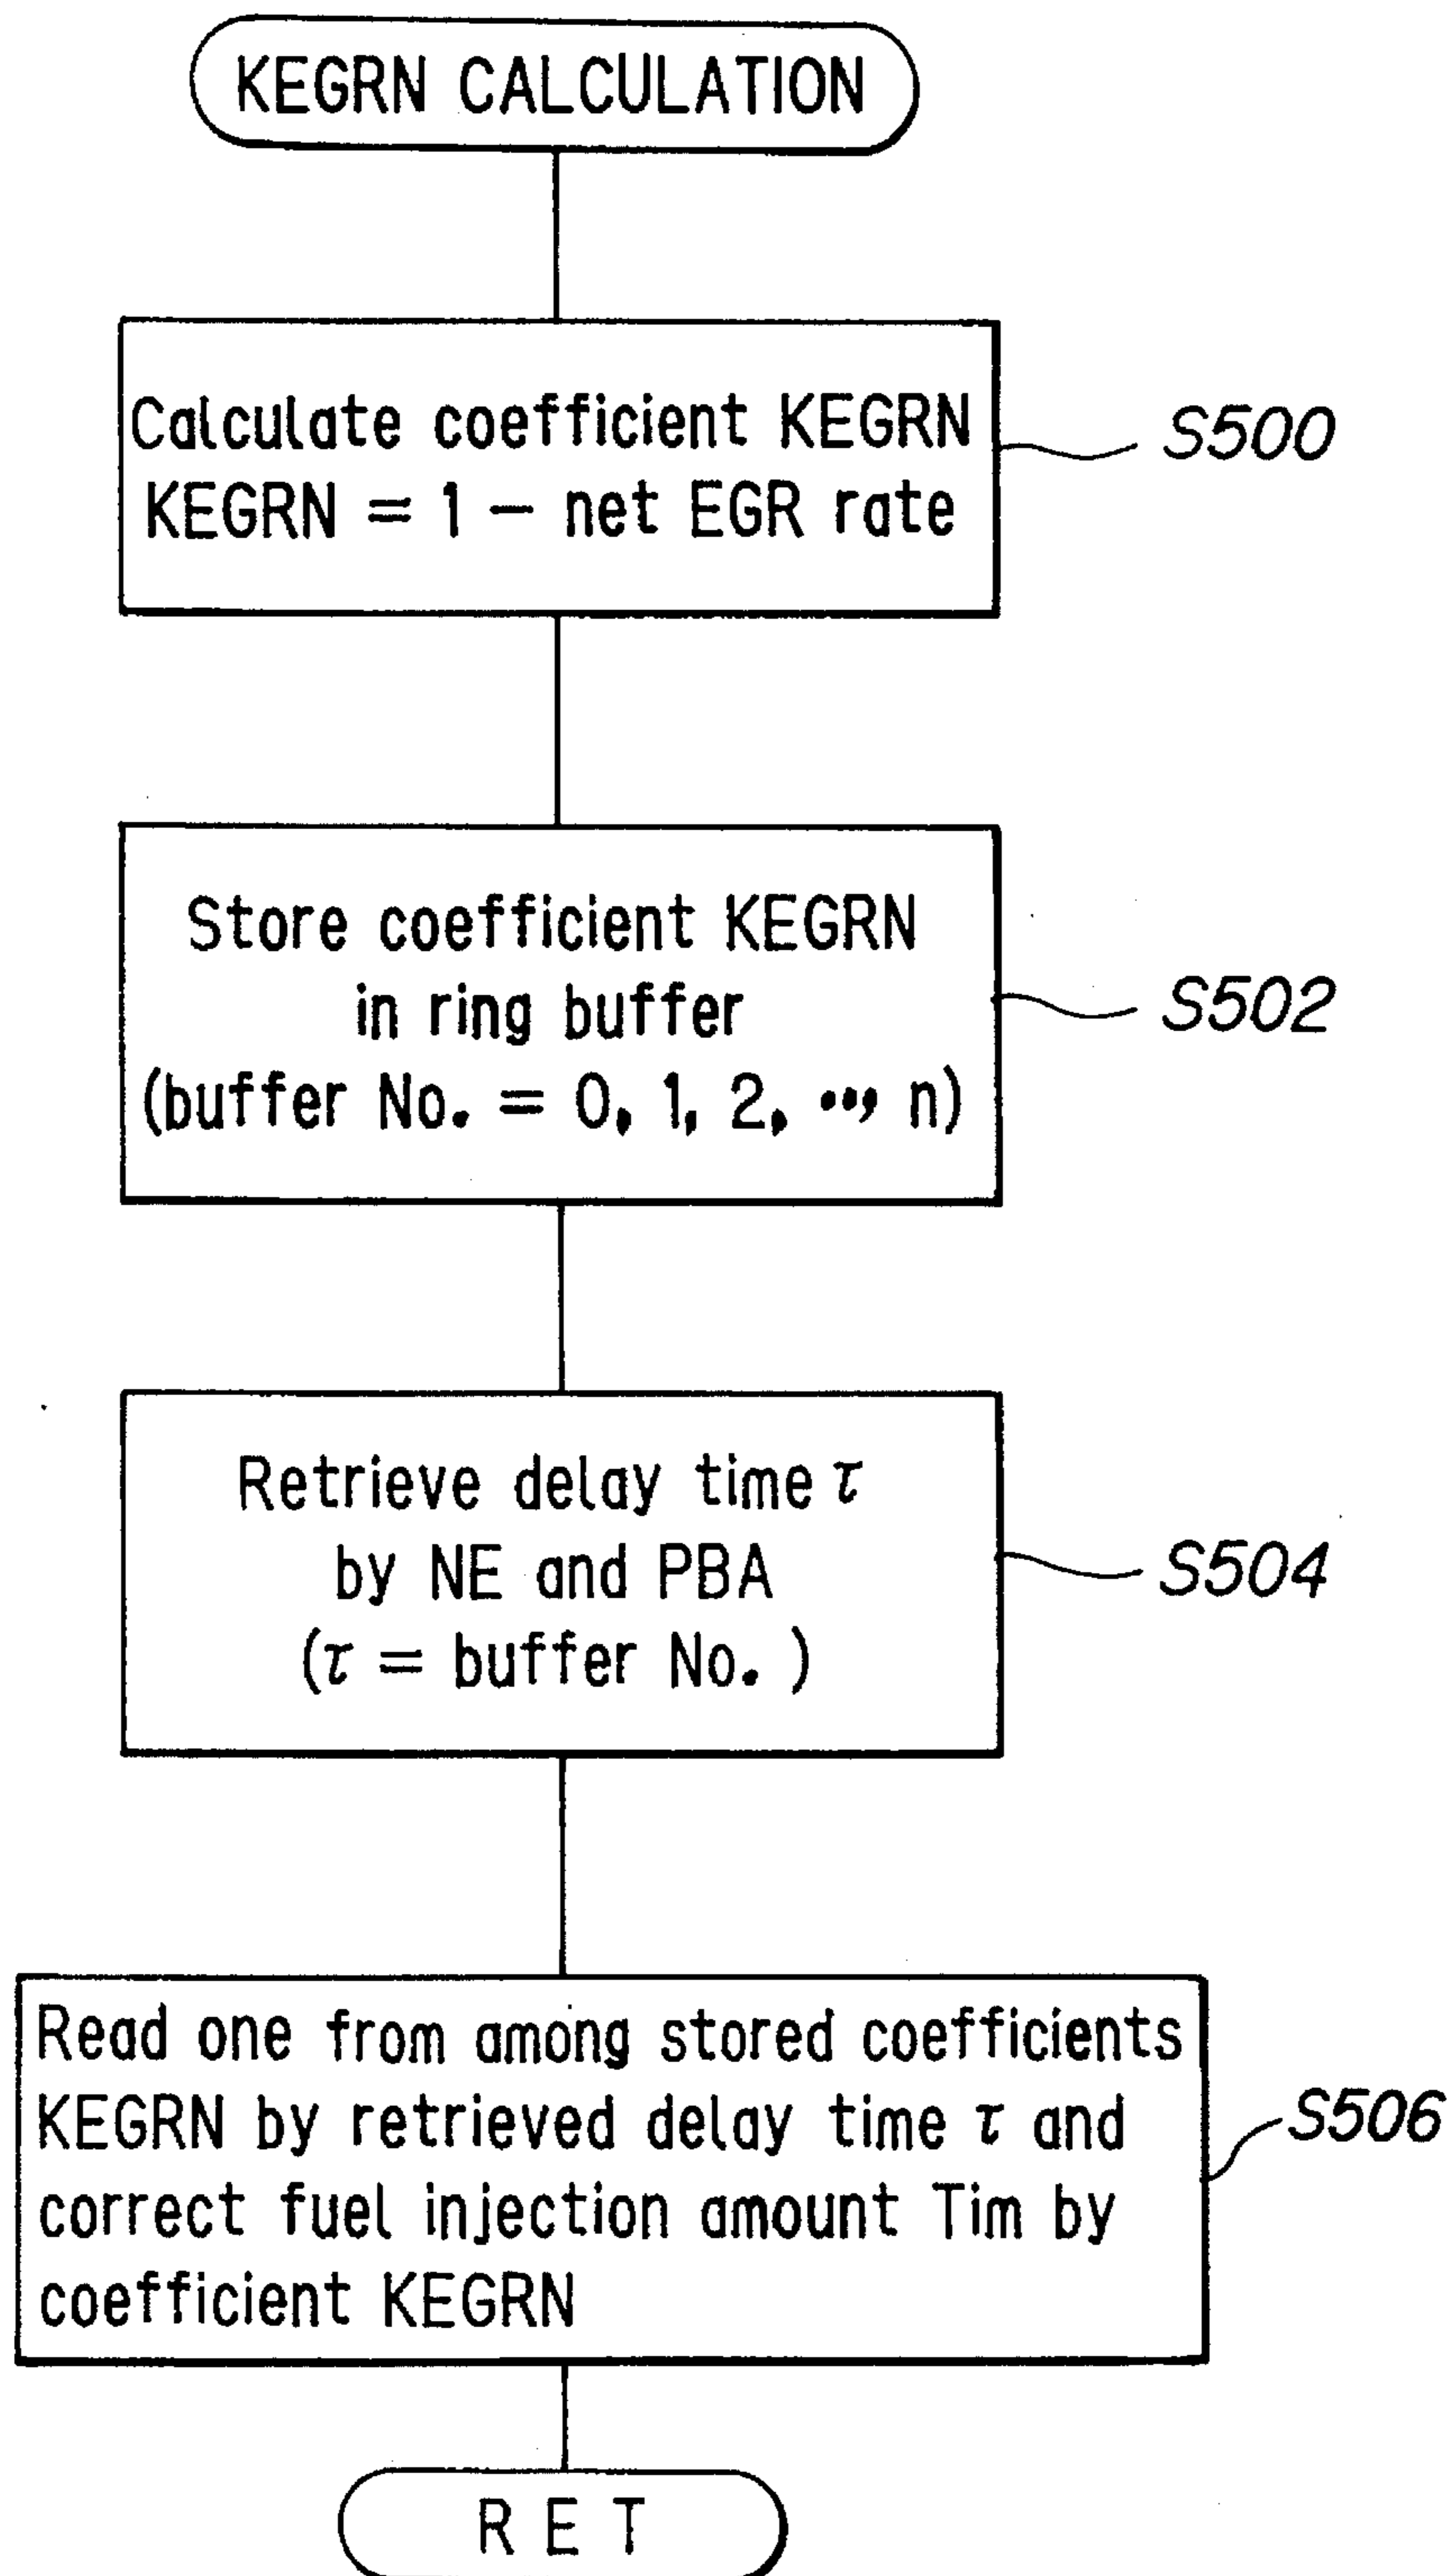 KEGRN CALCULATION
Calculate coefficient KEGRN
KEGRN = 1 – net EGR rate
S500
Store coefficient KEGRN
in ring buffer
(buffer No. = 0, 1, 2, ···, n)
S502
Retrieve delay time τ
by NE and PBA
(τ = buffer No. )
S504
Read one from among stored coefficients
KEGRN by retrieved delay time τ and
correct fuel injection amount Tim by
coefficient KEGRN
S506
R E T